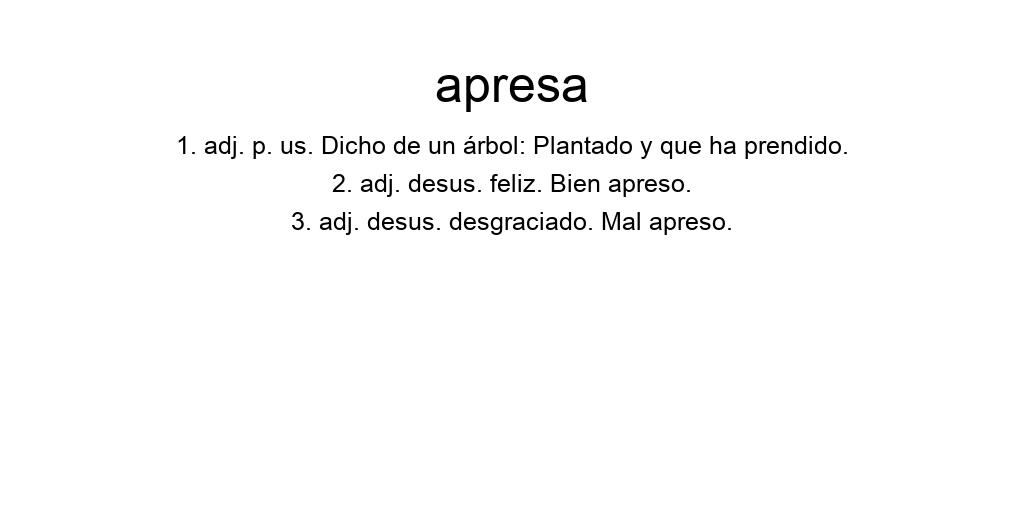 apresa
1. adj. p. us. Dicho de un árbol: Plantado y que ha prendido.
2. adj. desus. feliz. Bien apreso.
3. adj. desus. desgraciado. Mal apreso.